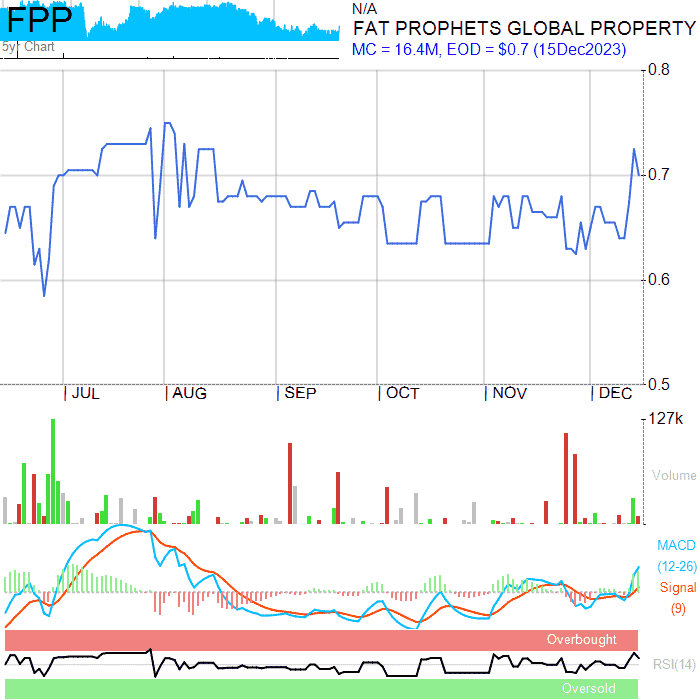 FPP
5yr Chart
N/A
FAT PROPHETS GLOBAL PROPERTY
MC = 16.4M, EOD = $0.7 (15Dec2023)
0.8
0.7
0.6
0.5
JUL AUG SEP OCT NOV DEC
127k
Volume
MACD
(12-26)
Signal
(9)
Overbought
RSI(14)
Oversold